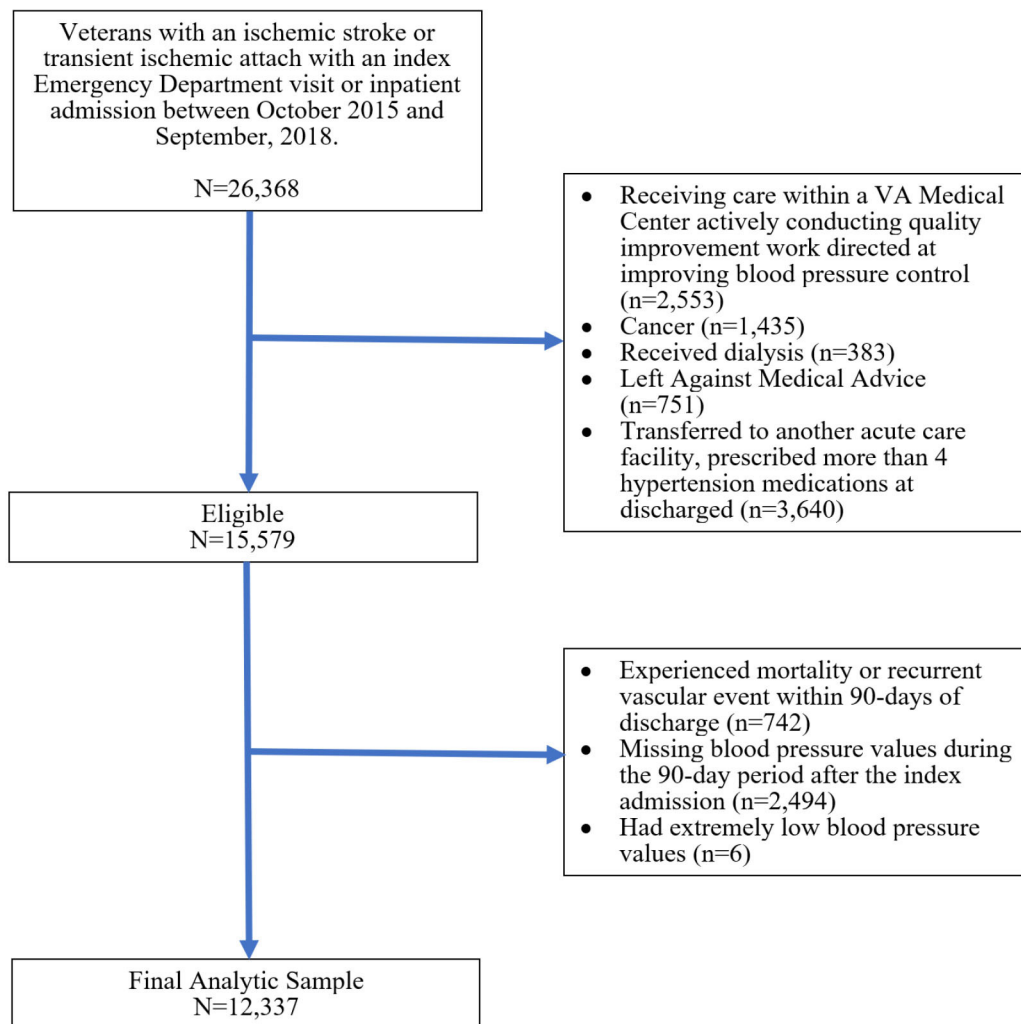 Veterans with an ischemic stroke or
transient ischemic attach with an index
Emergency Department visit or inpatient
admission between October 2015 and
September, 2018.
N=26,368
• Receiving care within a VA Medical
Center actively conducting quality
improvement work directed at
improving blood pressure control
(n=2,553)
• Cancer (n=1,435)
• Received dialysis (n=383)
• Left Against Medical Advice
(n=751)
• Transferred to another acute care
facility, prescribed more than 4
hypertension medications at
discharged (n=3,640)
Eligible
N=15,579
• Experienced mortality or recurrent
vascular event within 90-days of
discharge (n=742)
• Missing blood pressure values during
the 90-day period after the index
admission (n=2,494)
• Had extremely low blood pressure
values (n=6)
Final Analytic Sample
N=12,337